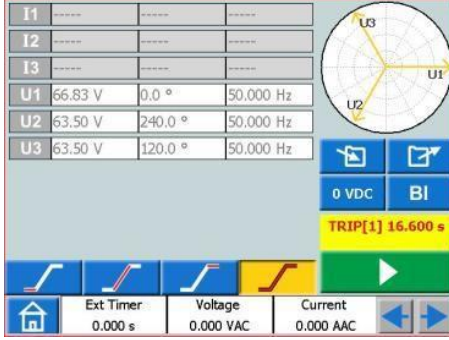 I1 ----- ----- -----
I2 ----- ----- -----
I3 ----- ----- -----
U1 66.83 V 0.0 ° 50.000 Hz
U2 63.50 V 240.0 ° 50.000 Hz
U3 63.50 V 120.0 ° 50.000 Hz
U3
U1
U2
0 VDC BI
TRIP[1] 16.600 s
Ext Timer Voltage Current
0.000 s 0.000 VAC 0.000 AAC